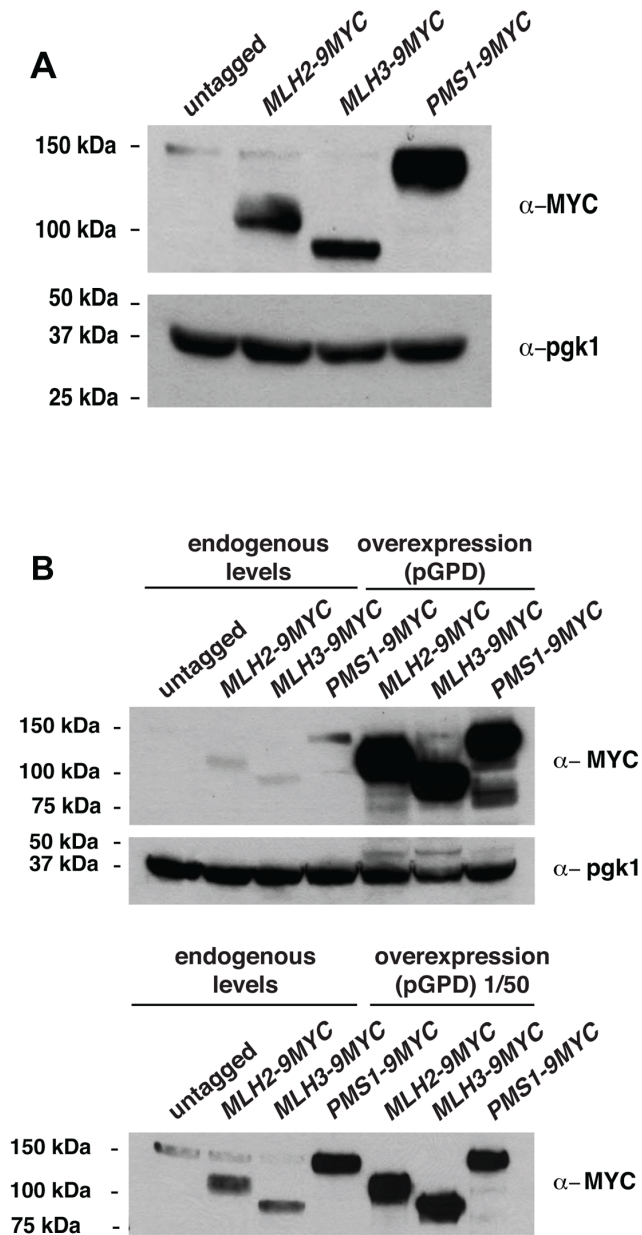 A
untagged
MLH2-9MYC
MLH3-9MYC
PMS1-9MYC
150 kDa -
100 kDa -
α–MYC
50 kDa -
37 kDa -
25 kDa -
α–pgk1
B
endogenous levels
overexpression (pGPD)
untagged
MLH2-9MYC
MLH3-9MYC
PMS1-9MYC
MLH2-9MYC
MLH3-9MYC
PMS1-9MYC
150 kDa -
100 kDa -
75 kDa -
α– MYC
50 kDa -
37 kDa -
α– pgk1
endogenous levels
overexpression (pGPD) 1/50
untagged
MLH2-9MYC
MLH3-9MYC
PMS1-9MYC
MLH2-9MYC
MLH3-9MYC
PMS1-9MYC
150 kDa -
100 kDa -
75 kDa -
α– MYC